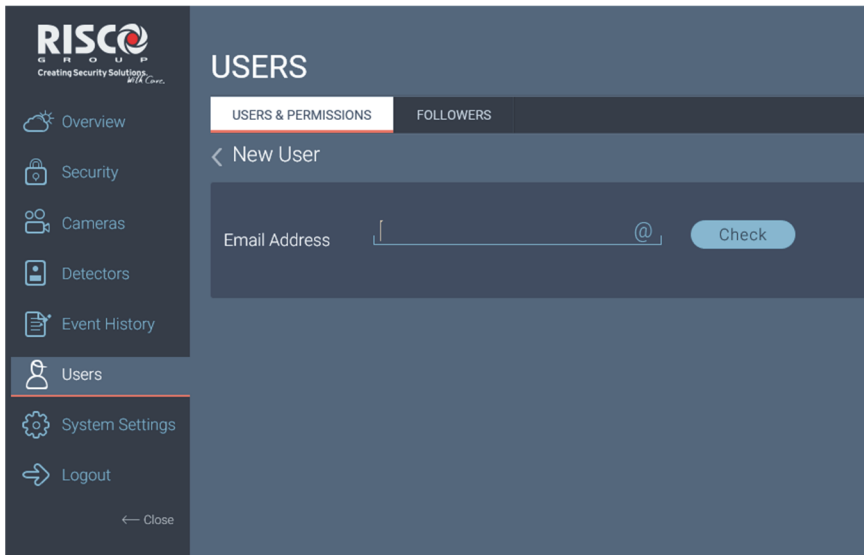 RISCO
GROUP
Creating Security Solutions
With Care.
Overview
Security
Cameras
Detectors
Event History
Users
System Settings
Logout
← Close
USERS
USERS & PERMISSIONS FOLLOWERS
New User
Email Address @ Check